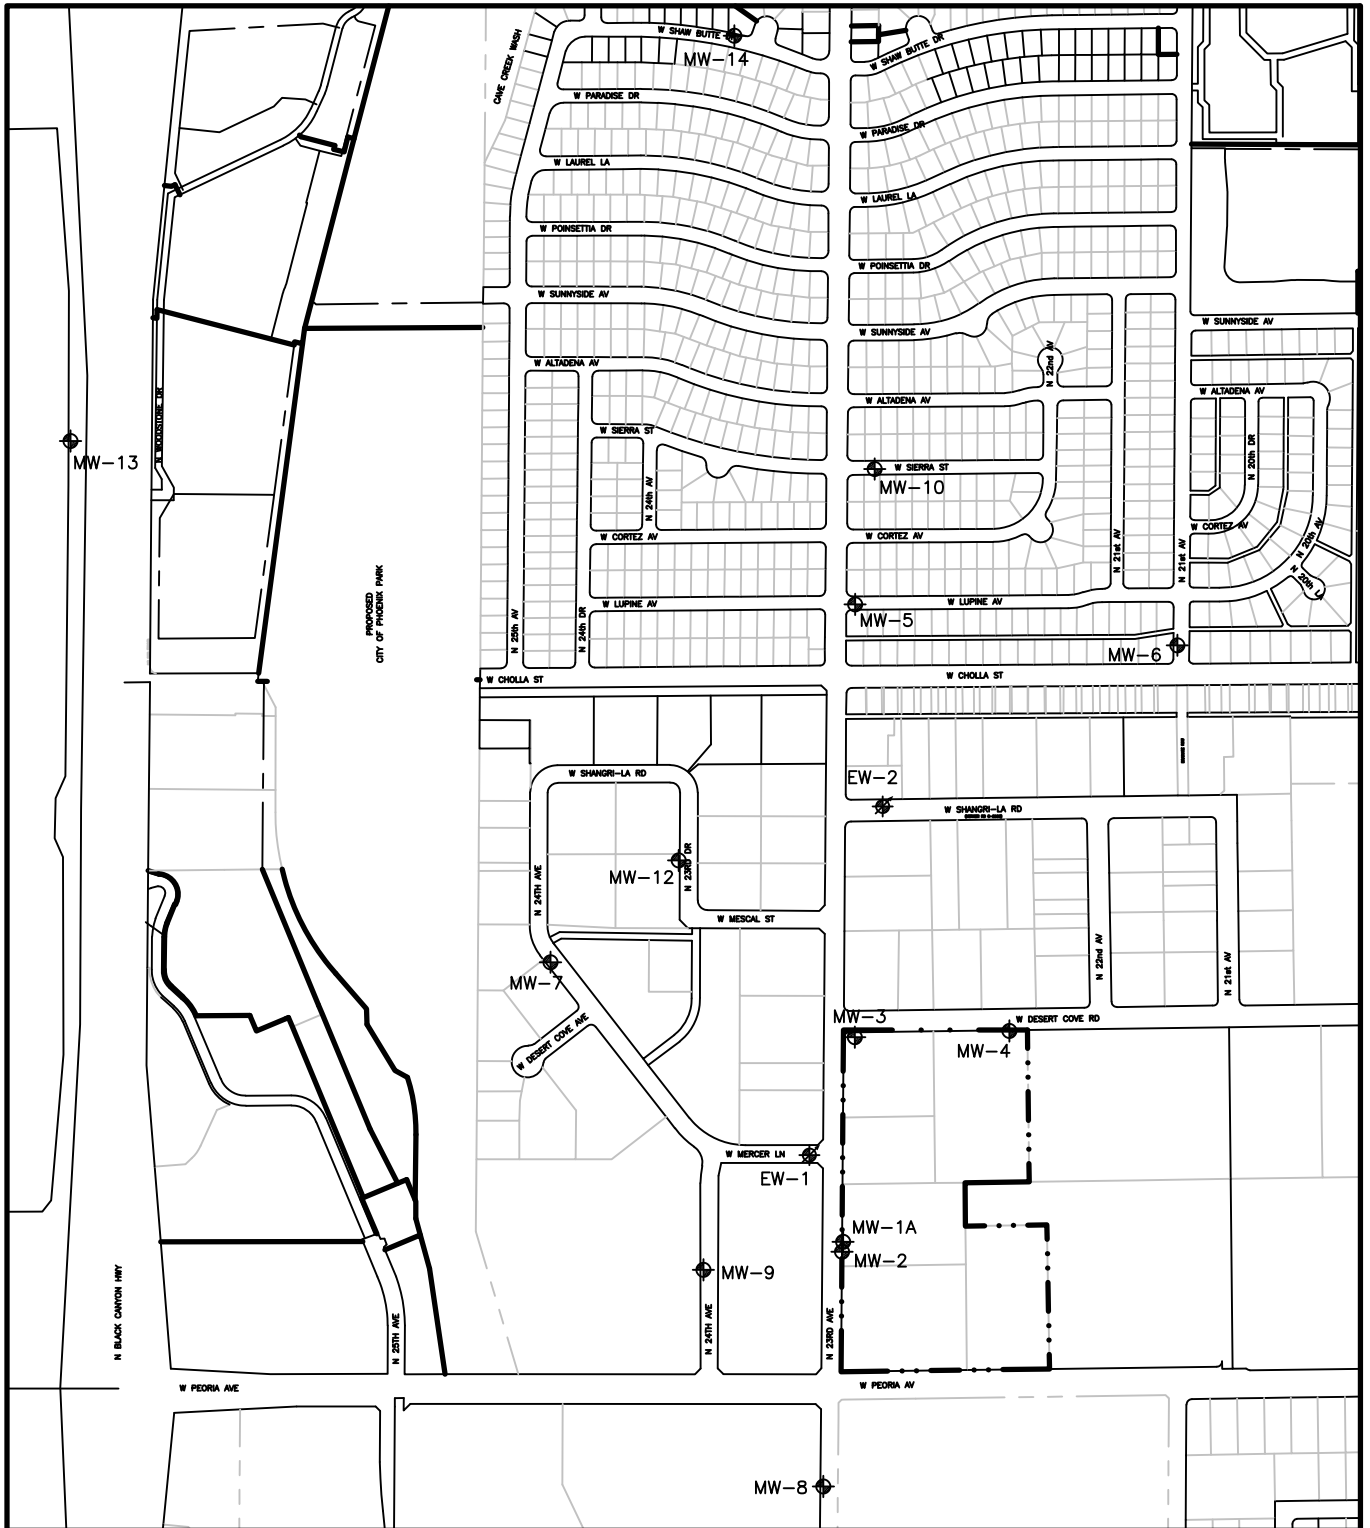 W SHAW BUTTE
MW-14
CAVE CREEK WASH
W SHAW BUTTE DR
W PARADISE DR
W PARADISE DR
W LAUREL LA
W LAUREL LA
W POINSETTIA DR
W POINSETTIA DR
W SUNNYSIDE AV
W SUNNYSIDE AV
W SUNNYSIDE AV
W ALTADENA AV
N 22nd AV
W ALTADENA AV
W ALTADENA AV
N WOODSTONE DR
MW-13
W SIERRA ST
W SIERRA ST
MW-10
N 24th AV
N 20th DR
W CORTEZ AV
W CORTEZ AV
W CORTEZ AV
N 20th AV
N 21st AV
N 21st AV
N 20th LA
PROPOSED
CITY OF PHOENIX PARK
W LUPINE AV
W LUPINE AV
MW-5
N 25th AV
N 24th DR
MW-6
W CHOLLA ST
W CHOLLA ST
W SHANGRI-LA RD
EW-2
W SHANGRI-LA RD
MW-12
N 23RD DR
N 24TH AVE
W MESCAL ST
MW-7
N 22nd AV
N 21st AV
W DESERT COVE AVE
MW-3
W DESERT COVE RD
MW-4
W MERCER LN
EW-1
MW-1A
MW-2
MW-9
N BLACK CANYON HWY
N 25TH AVE
N 24TH AVE
N 23RD AVE
W PEORIA AVE
W PEORIA AV
MW-8